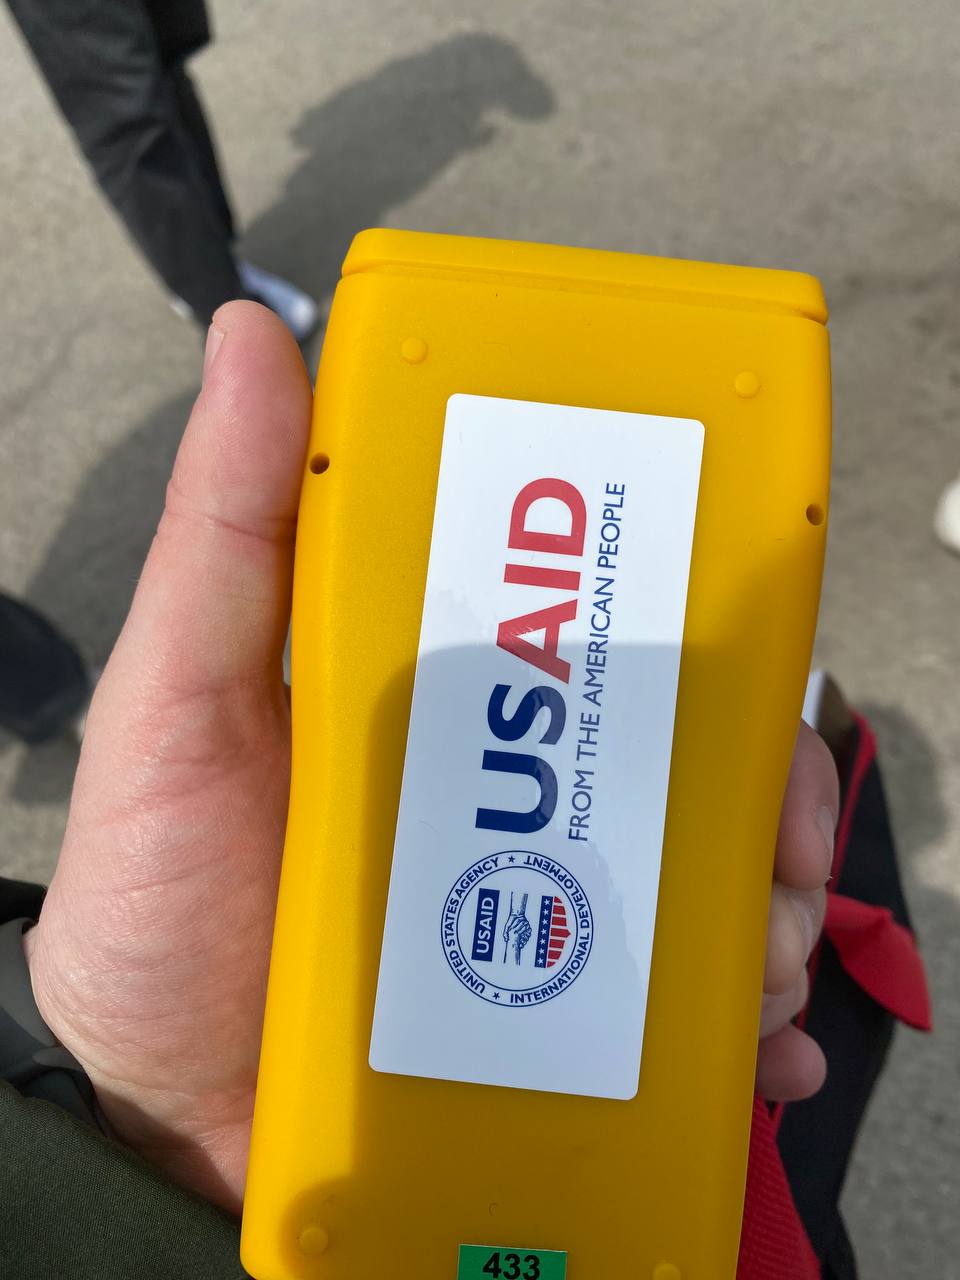 USAID
FROM THE AMERICAN PEOPLE
UNITED STATES AGENCY
★ INTERNATIONAL DEVELOPMENT ★
USAID
433